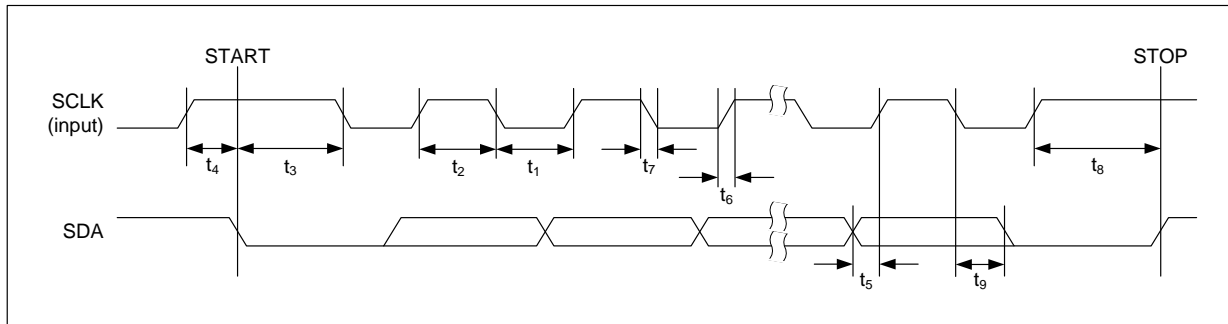 START
STOP
SCLK
(input)
t4
t3
t2
t1
t7
t6
t8
SDA
t5
t9